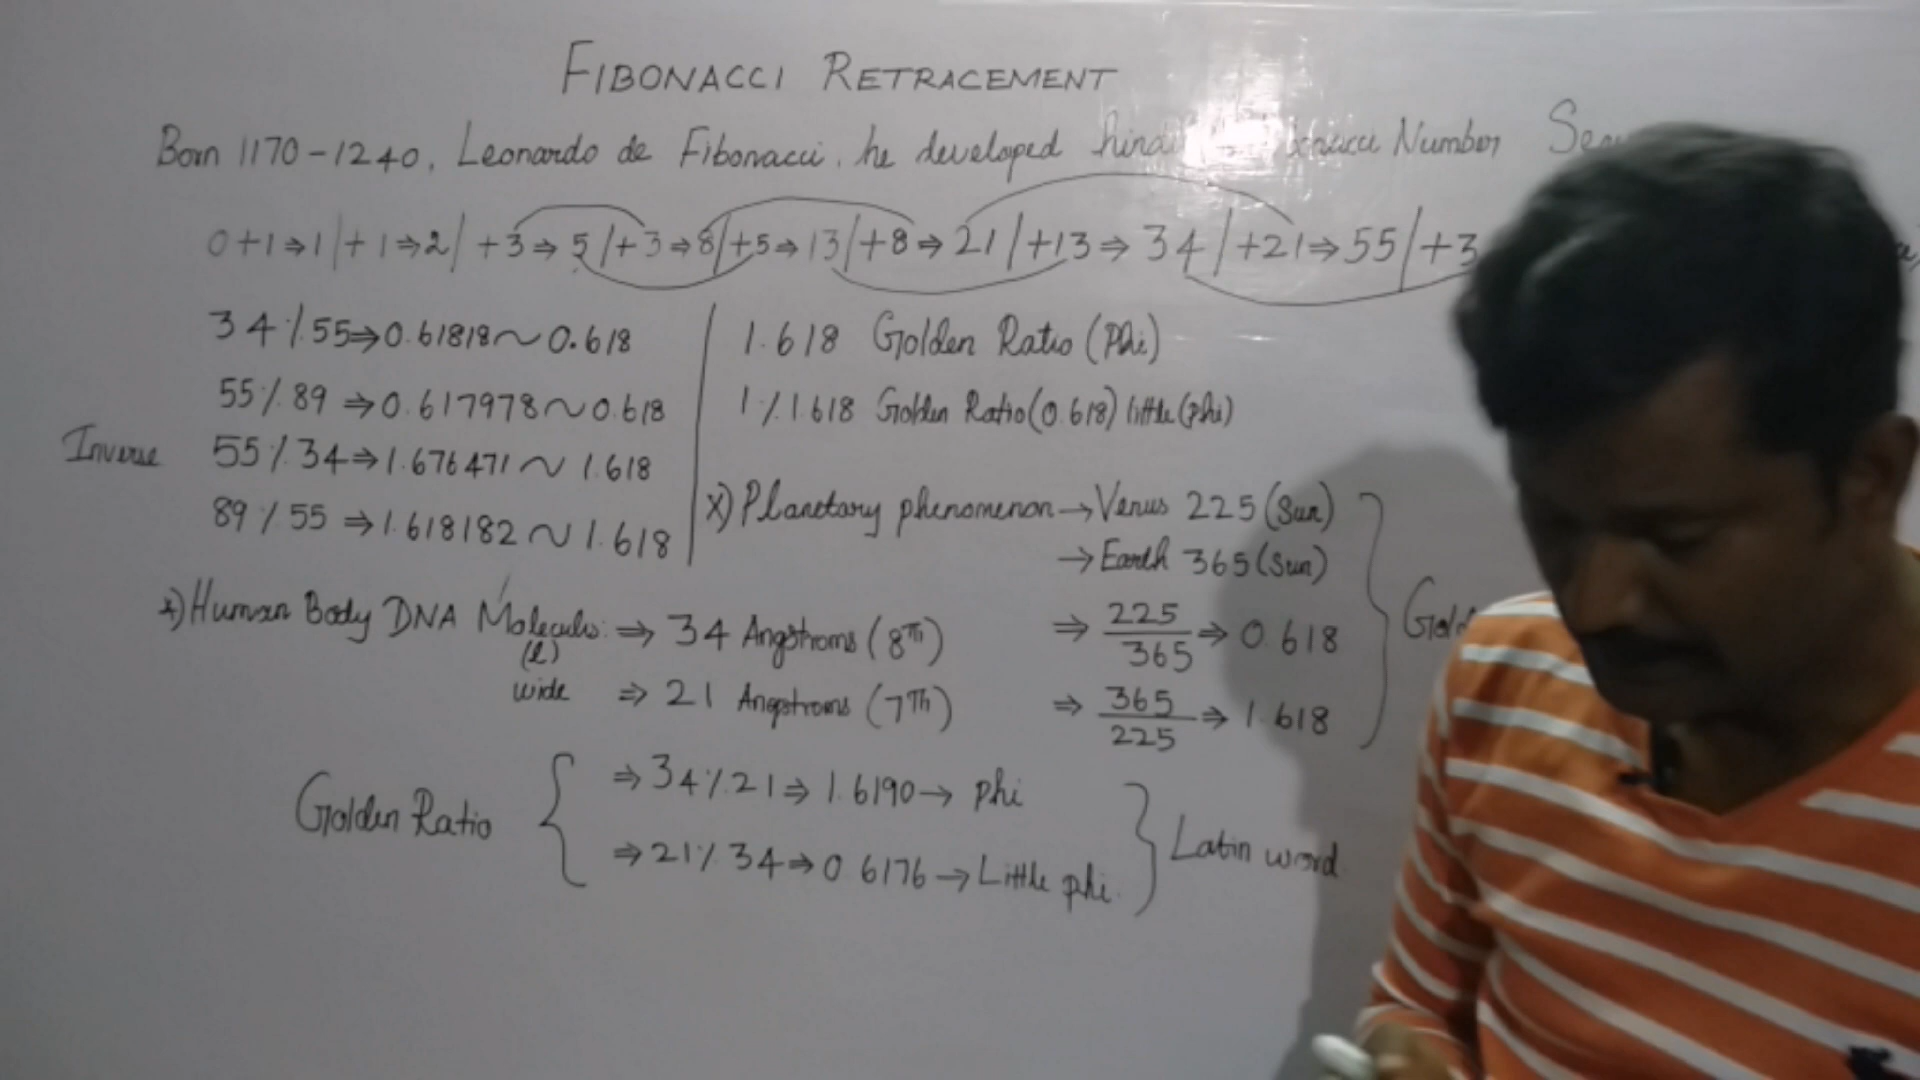 FIBONACCI RETRACEMENT
Born 1170-1240, Leonardo de Fibonacci, he developed Number
0+1⇒1|+1⇒2|+3⇒5|+3⇒8|+5⇒13|+8⇒21|+13⇒34|+21⇒55|+3
34 ٪ 55⇒0.61818~0.618
55 ٪ 89⇒0.617978~0.618
Inverse 55 ٪ 34⇒1.676471~1.618
89 ٪ 55⇒1.618182~1.618
1.618 Golden Ratio (Phi)
1 ٪ 1.618 Golden Ratio (0.618) little (phi)
x) Planetary phenomenon → Venus 225 (Sun)
→ Earth 365 (Sun)
⇒ 225/365 ⇒ 0.618
⇒ 365/225 ⇒ 1.618
x) Human Body DNA Molecules: ⇒ 34 Angstroms (8Th)
(l)
wide ⇒ 21 Angstroms (7Th)
Golden Ratio
⇒ 34 ٪ 21⇒1.6190→ phi
⇒ 21 ٪ 34⇒0.6176→ Little phi.
Latin word